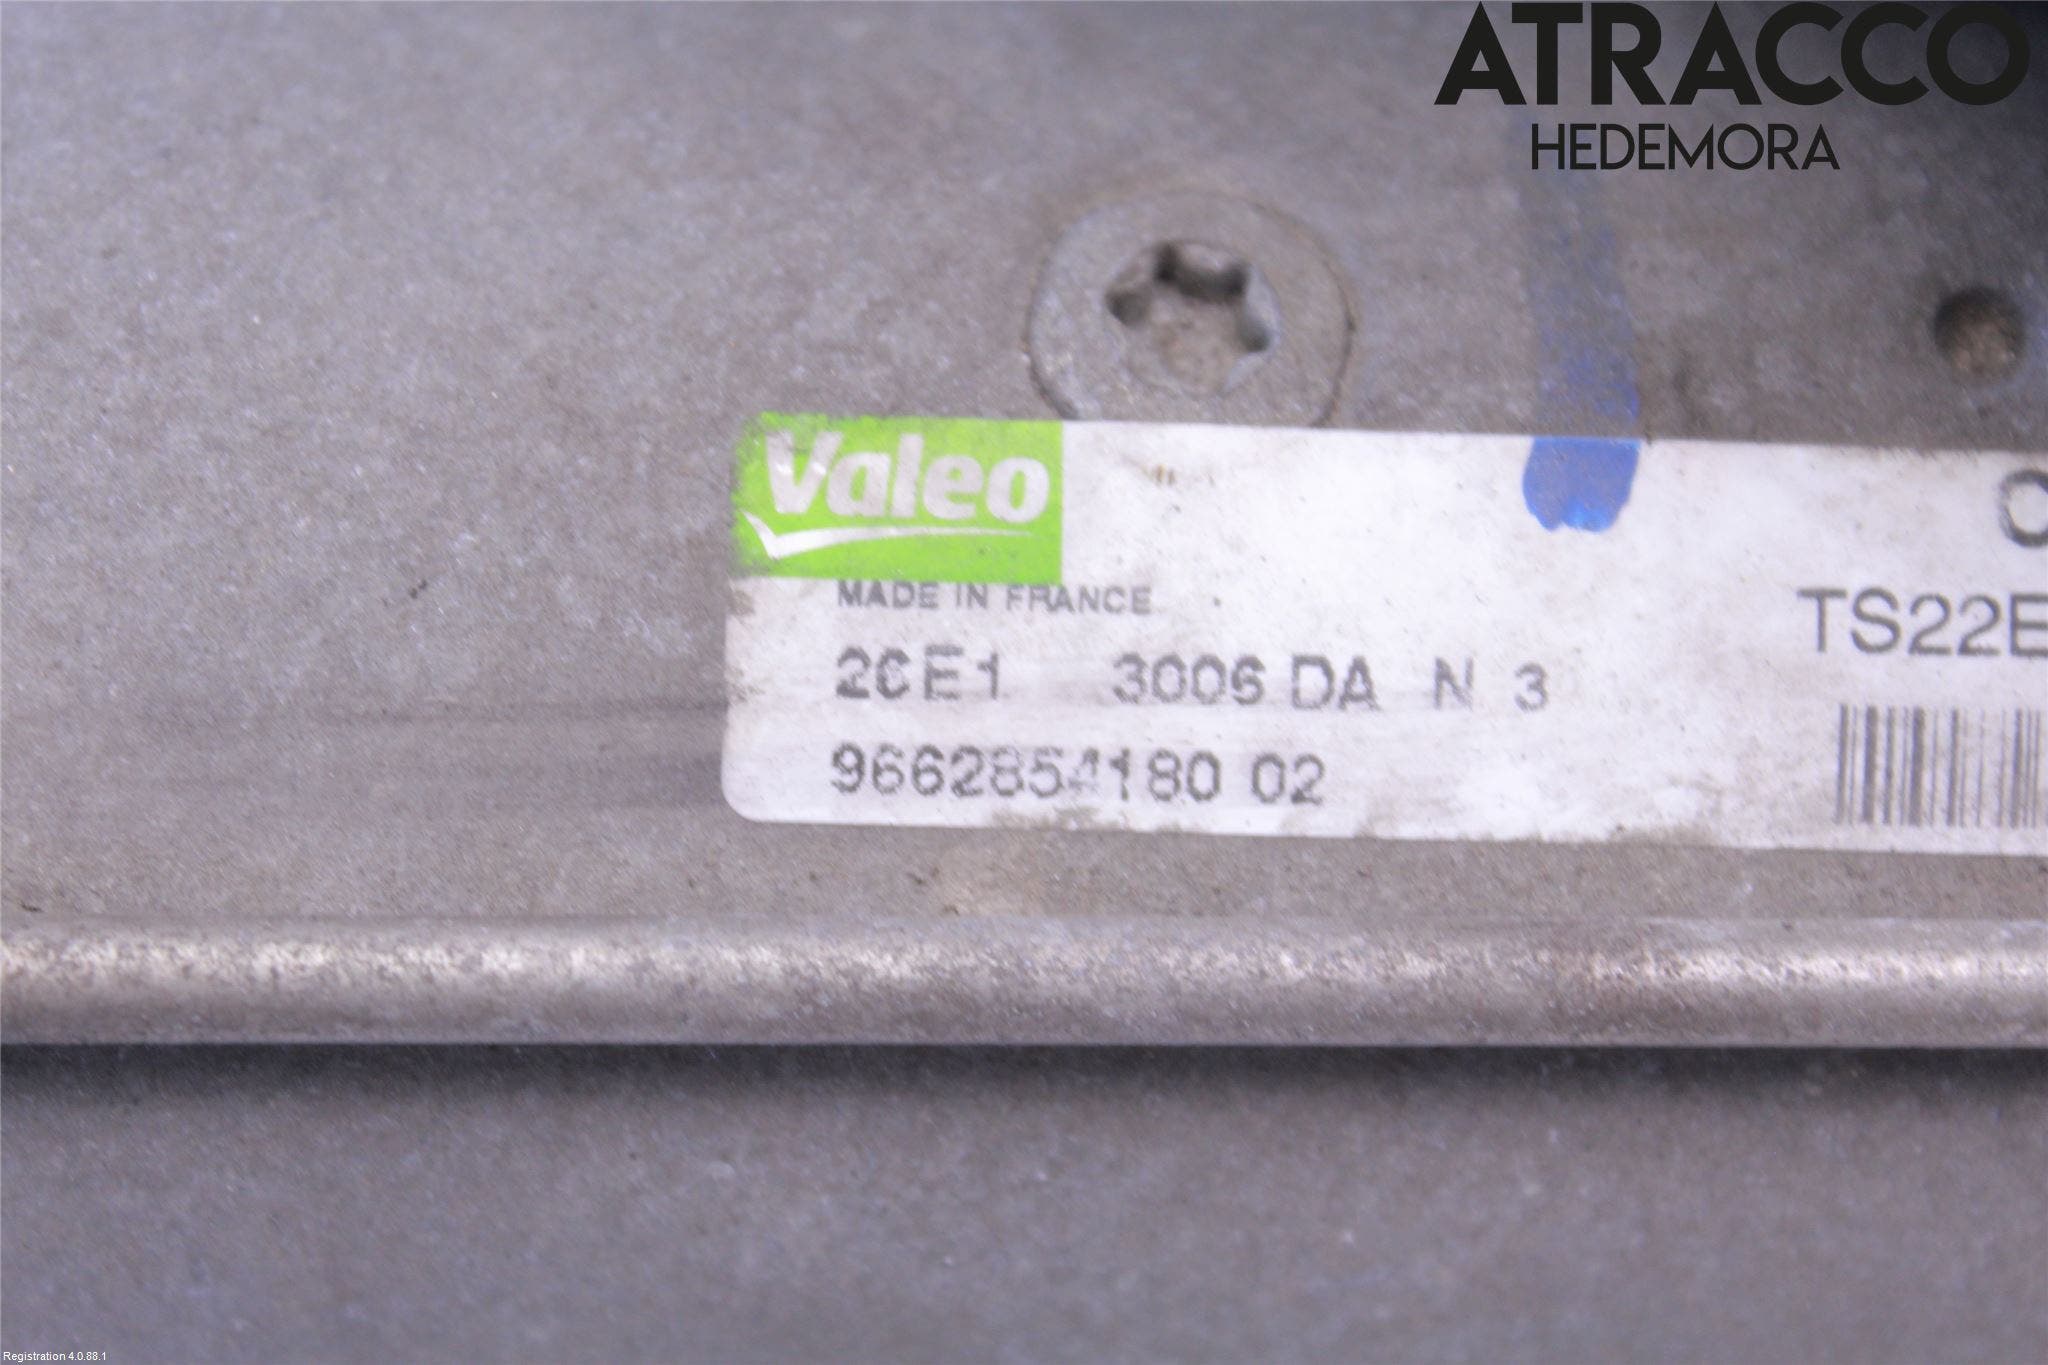 ATRACCO
HEDEMORA
Valeo
MADE IN FRANCE
TS22E
2CE1 3006 DA N 3
9662854180 02
Registration 4.0.88.1